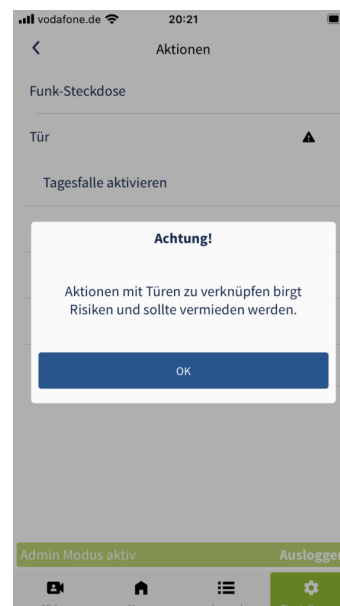 vodafone.de
20:21
Aktionen
Funk-Steckdose
Tür
Tagesfalle aktivieren
Achtung!
Aktionen mit Türen zu verknüpfen birgt
Risiken und sollte vermieden werden.
OK
Admin Modus aktiv
Ausloggen